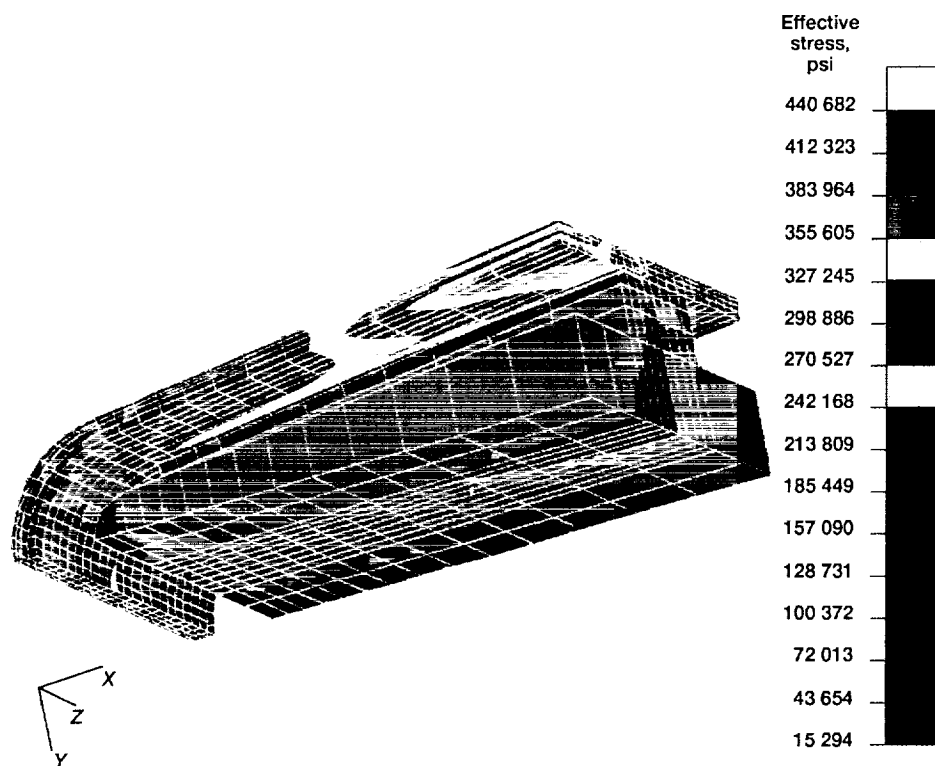 Effective
stress,
psi
440 682
412 323
383 964
355 605
327 245
298 886
270 527
242 168
213 809
185 449
157 090
128 731
100 372
72 013
43 654
15 294
X
Z
Y